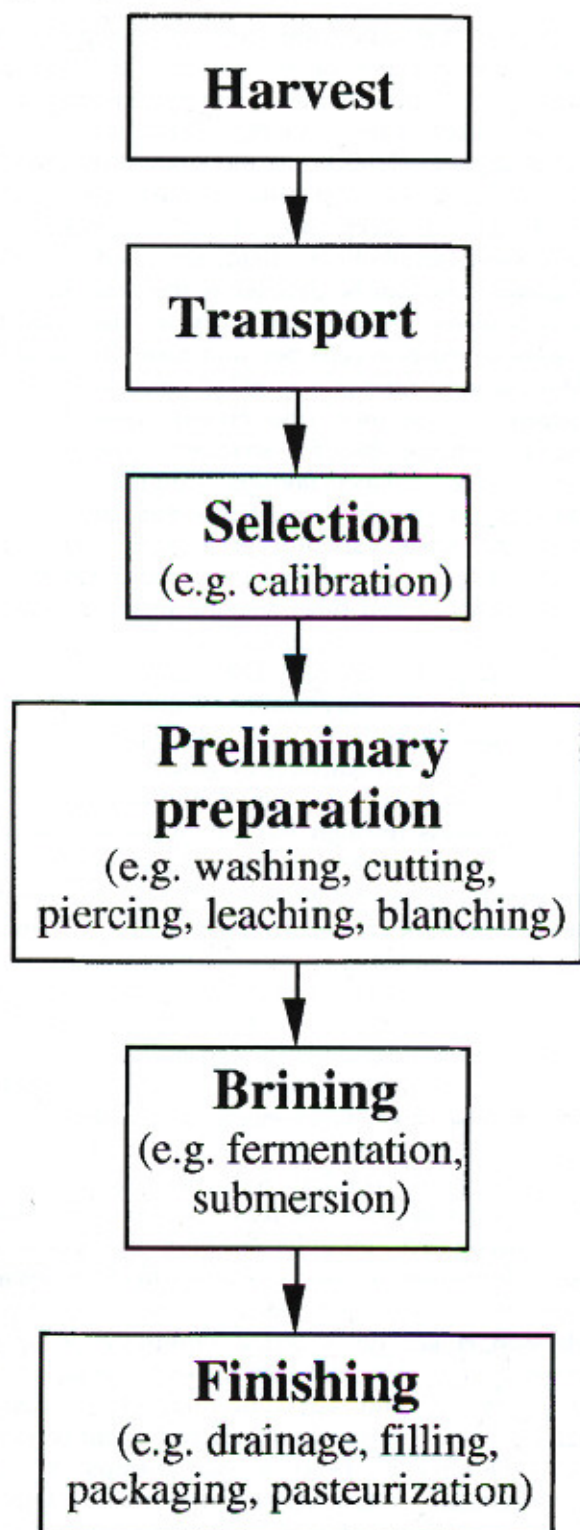 Harvest
Transport
Selection
(e.g. calibration)
Preliminary
preparation
(e.g. washing, cutting,
piercing, leaching, blanching)
Brining
(e.g. fermentation,
submersion)
Finishing
(e.g. drainage, filling,
packaging, pasteurization)